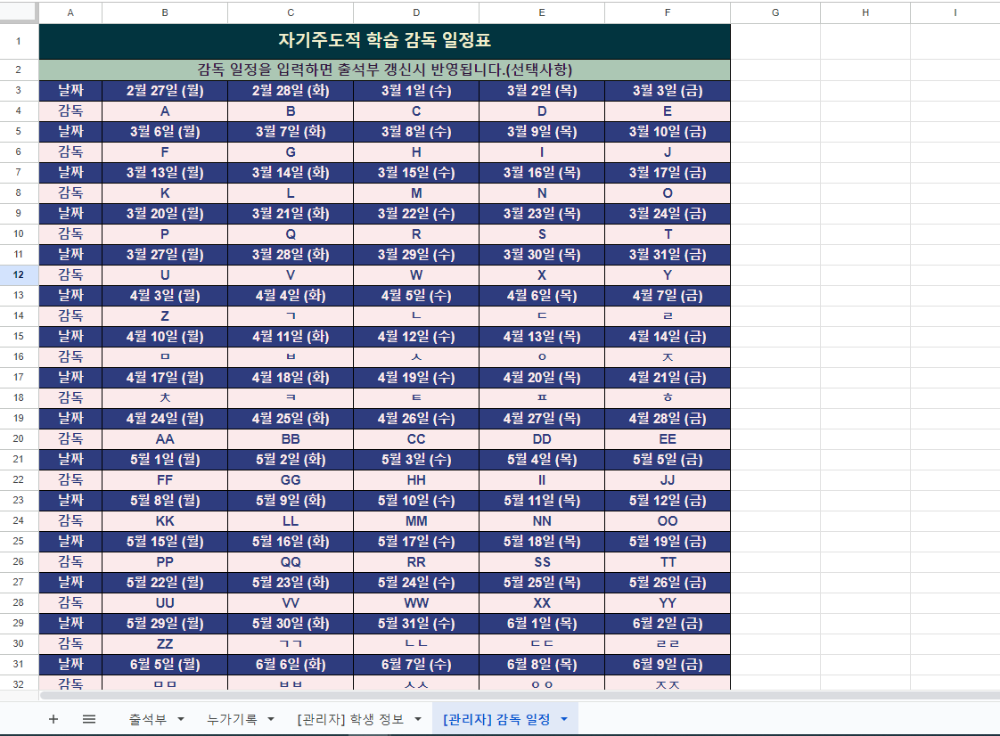 A B C D E F G H I
1 자기주도적 학습 감독 일정표
2 감독 일정을 입력하면 출석부 갱신시 반영됩니다.(선택사항)
3 날짜 2월 27일 (월) 2월 28일 (화) 3월 1일 (수) 3월 2일 (목) 3월 3일 (금)
4 감독 A B C D E
5 날짜 3월 6일 (월) 3월 7일 (화) 3월 8일 (수) 3월 9일 (목) 3월 10일 (금)
6 감독 F G H I J
7 날짜 3월 13일 (월) 3월 14일 (화) 3월 15일 (수) 3월 16일 (목) 3월 17일 (금)
8 감독 K L M N O
9 날짜 3월 20일 (월) 3월 21일 (화) 3월 22일 (수) 3월 23일 (목) 3월 24일 (금)
10 감독 P Q R S T
11 날짜 3월 27일 (월) 3월 28일 (화) 3월 29일 (수) 3월 30일 (목) 3월 31일 (금)
12 감독 U V W X Y
13 날짜 4월 3일 (월) 4월 4일 (화) 4월 5일 (수) 4월 6일 (목) 4월 7일 (금)
14 감독 Z ㄱ ㄴ ㄷ ㄹ
15 날짜 4월 10일 (월) 4월 11일 (화) 4월 12일 (수) 4월 13일 (목) 4월 14일 (금)
16 감독 ㅁ ㅂ ㅅ ㅇ ㅈ
17 날짜 4월 17일 (월) 4월 18일 (화) 4월 19일 (수) 4월 20일 (목) 4월 21일 (금)
18 감독 ㅊ ㅋ ㅌ ㅍ ㅎ
19 날짜 4월 24일 (월) 4월 25일 (화) 4월 26일 (수) 4월 27일 (목) 4월 28일 (금)
20 감독 AA BB CC DD EE
21 날짜 5월 1일 (월) 5월 2일 (화) 5월 3일 (수) 5월 4일 (목) 5월 5일 (금)
22 감독 FF GG HH II JJ
23 날짜 5월 8일 (월) 5월 9일 (화) 5월 10일 (수) 5월 11일 (목) 5월 12일 (금)
24 감독 KK LL MM NN OO
25 날짜 5월 15일 (월) 5월 16일 (화) 5월 17일 (수) 5월 18일 (목) 5월 19일 (금)
26 감독 PP QQ RR SS TT
27 날짜 5월 22일 (월) 5월 23일 (화) 5월 24일 (수) 5월 25일 (목) 5월 26일 (금)
28 감독 UU VV WW XX YY
29 날짜 5월 29일 (월) 5월 30일 (화) 5월 31일 (수) 6월 1일 (목) 6월 2일 (금)
30 감독 ZZ ㄱㄱ ㄴㄴ ㄷㄷ ㄹㄹ
31 날짜 6월 5일 (월) 6월 6일 (화) 6월 7일 (수) 6월 8일 (목) 6월 9일 (금)
32 감독 ㅁㅁ ㅂㅂ ㅅㅅ ㅇㅇ ㅈㅈ
출석부 누가기록 [관리자] 학생 정보 [관리자] 감독 일정